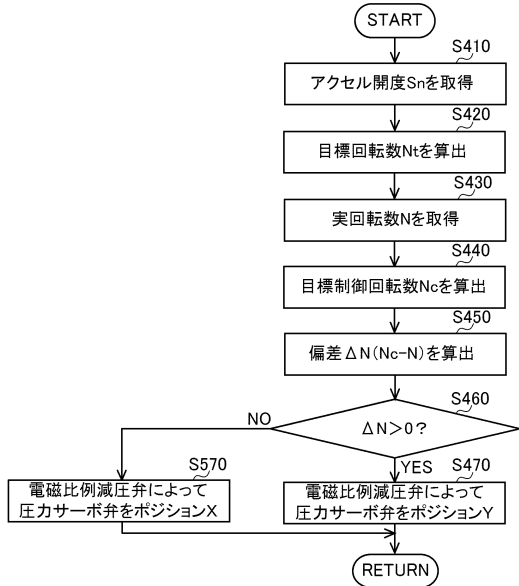 START
S410
アクセル開度Snを取得
S420
目標回転数Ntを算出
S430
実回転数Nを取得
S440
目標制御回転数Ncを算出
S450
偏差ΔN(Nc-N)を算出
S460
ΔN>0?
NO
YES
S570
電磁比例減圧弁によって
圧力サーボ弁をポジションX
S470
電磁比例減圧弁によって
圧力サーボ弁をポジションY
RETURN